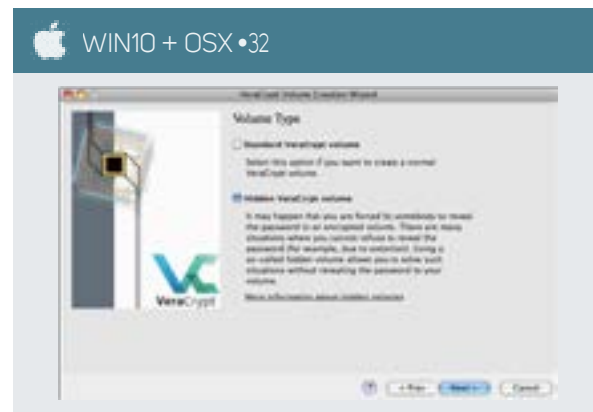 WIN10 + OSX •32
VeraCrypt Volume Creation Wizard
Volume Type
Standard VeraCrypt volume
Select this option if you want to create a normal
VeraCrypt volume.
Hidden VeraCrypt volume
It may happen that you are forced by somebody to reveal
the password to an encrypted volume. There are many
situations where you cannot refuse to reveal the
password (for example, due to extortion). Using a
so-called hidden volume allows you to solve such
situations without revealing the password to your
volume.
More information about hidden volumes
VeraCrypt
?
< Prev
Next >
Cancel